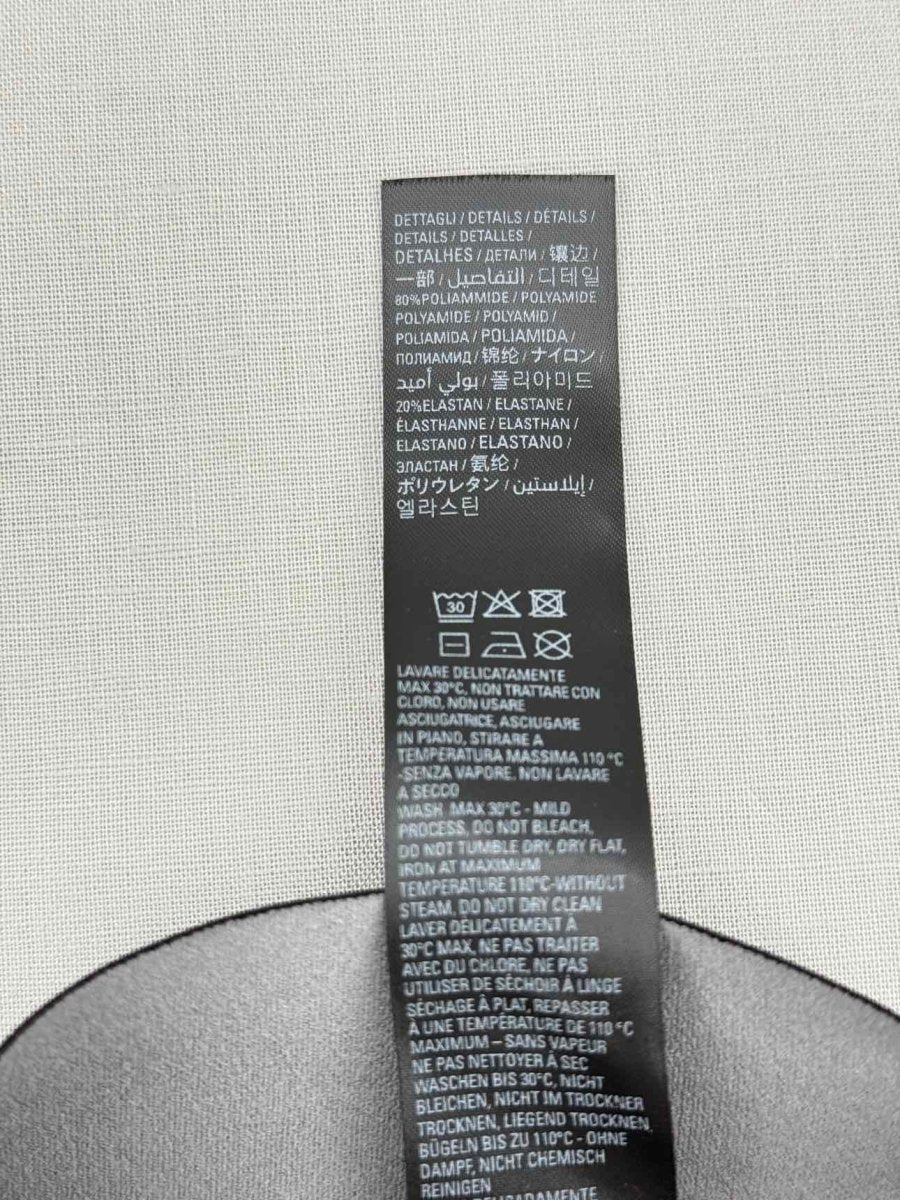 DETTAGLI / DETAILS / DÉTAILS /
DETAILS / DETALLES /
DETALHES / ДЕТАЛИ / 镶边 /
一部 / التفاصيل / 디테일
80%POLIAMMIDE / POLYAMIDE
POLYAMIDE / POLYAMID /
POLIAMIDA / POLIAMIDA /
ПОЛИАМИД / 锦纶 / ナイロン /
بولي أميد / 폴리아미드
20%ELASTAN / ELASTANE /
ÉLASTHANNE / ELASTHAN /
ELASTANO / ELASTANO /
ЭЛАСТАН / 氨纶 /
ポリウレタン / إيلاستين /
엘라스틴
30
LAVARE DELICATAMENTE
MAX 30°C, NON TRATTARE CON
CLORO, NON USARE
ASCIUGATRICE, ASCIUGARE
IN PIANO, STIRARE A
TEMPERATURA MASSIMA 110 °C
-SENZA VAPORE, NON LAVARE
A SECCO
WASH MAX 30°C - MILD
PROCESS, DO NOT BLEACH,
DO NOT TUMBLE DRY, DRY FLAT,
IRON AT MAXIMUM
TEMPERATURE 110°C-WITHOUT
STEAM, DO NOT DRY CLEAN
LAVER DÉLICATEMENT À
30°C MAX, NE PAS TRAITER
AVEC DU CHLORE, NE PAS
UTILISER DE SÉCHOIR À LINGE
SÉCHAGE À PLAT, REPASSER
À UNE TEMPÉRATURE DE 110 °C
MAXIMUM – SANS VAPEUR
NE PAS NETTOYER À SEC
WASCHEN BIS 30°C, NICHT
BLEICHEN, NICHT IM TROCKNER
TROCKNEN, LIEGEND TROCKNEN,
BÜGELN BIS ZU 110°C - OHNE
DAMPF, NICHT CHEMISCH
REINIGEN